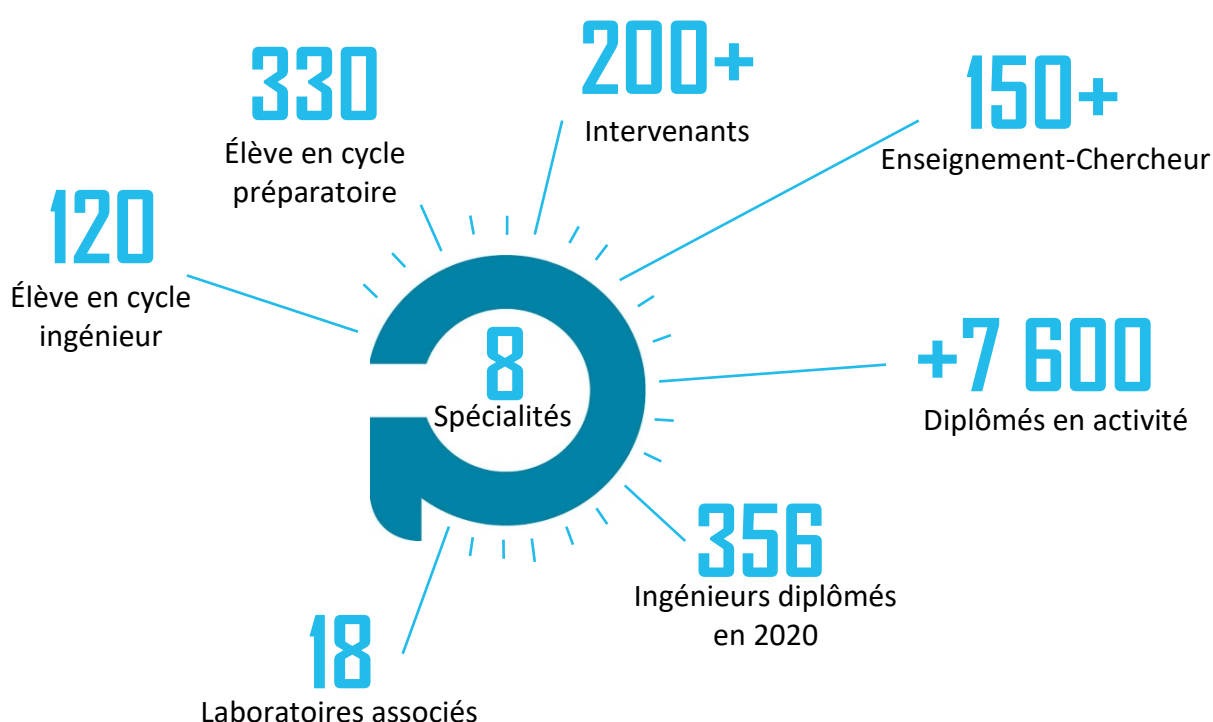 330
Élève en cycle
préparatoire
200+
Intervenants
150+
Enseignement-Chercheur
120
Élève en cycle
ingénieur
8
Spécialités
+7 600
Diplômés en activité
356
Ingénieurs diplômés
en 2020
18
Laboratoires associés